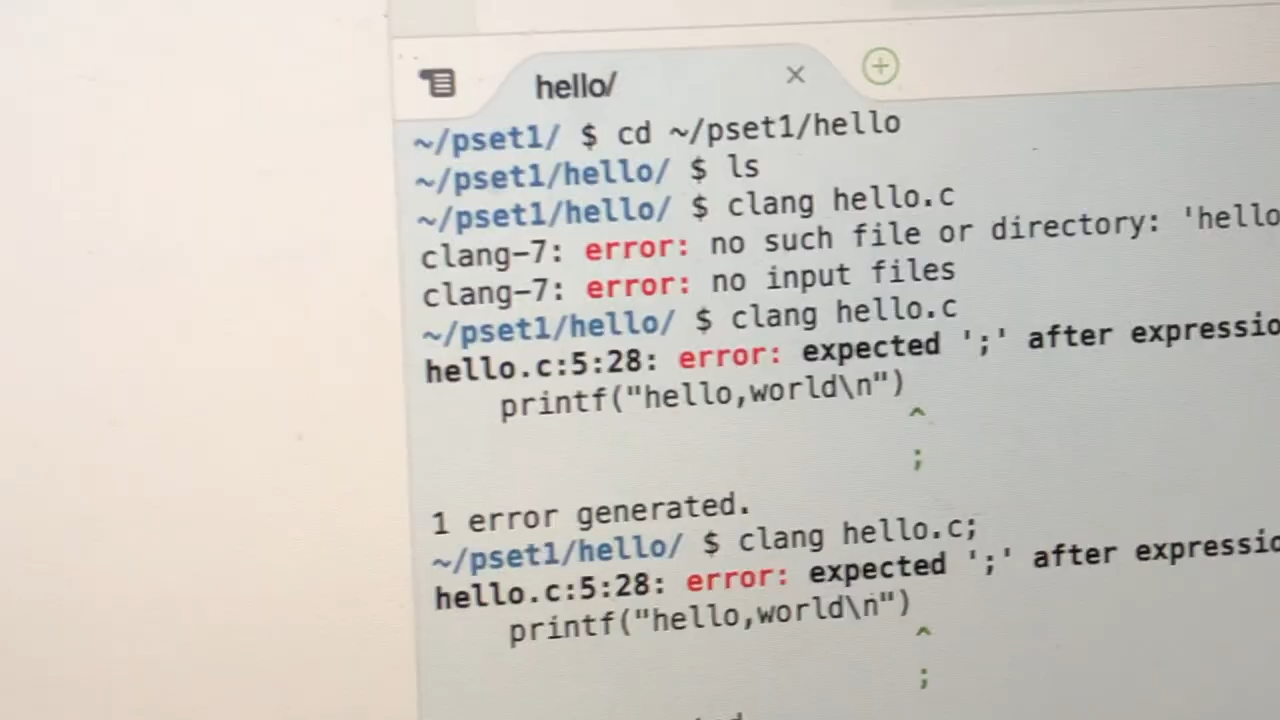 hello/
~/pset1/ $ cd ~/pset1/hello
~/pset1/hello/ $ ls
~/pset1/hello/ $ clang hello.c
clang-7: error: no such file or directory: 'hello
clang-7: error: no input files
~/pset1/hello/ $ clang hello.c
hello.c:5:28: error: expected ';' after expressio
printf("hello,world\n")
^
;
1 error generated.
~/pset1/hello/ $ clang hello.c;
hello.c:5:28: error: expected ';' after expressio
printf("hello,world\n")
^
;